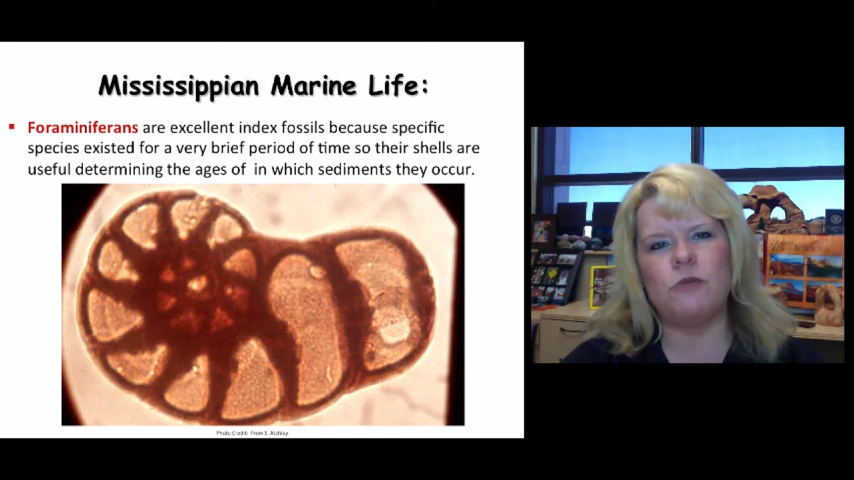 Mississippian Marine Life:
▪ Foraminiferans are excellent index fossils because specific
species existed for a very brief period of time so their shells are
useful determining the ages of in which sediments they occur.
Photo Credit: From S. Atchley.